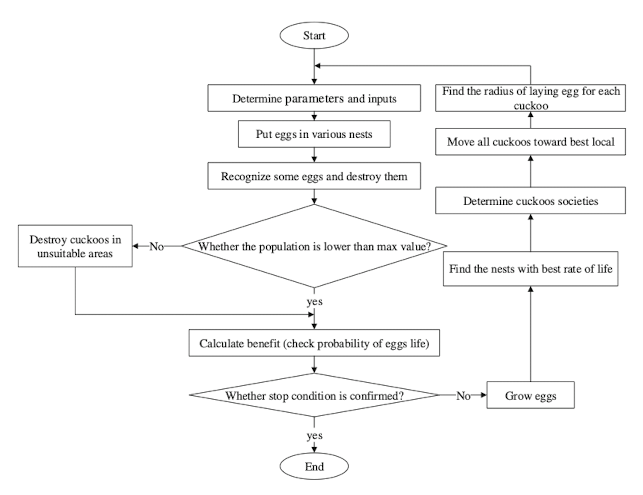 Start
Determine parameters and inputs
Put eggs in various nests
Recognize some eggs and destroy them
Whether the population is lower than max value?
No
Destroy cuckoos in
unsuitable areas
yes
Calculate benefit (check probability of eggs life)
Whether stop condition is confirmed?
No
Grow eggs
Find the nests with best rate of life
Determine cuckoos societies
Move all cuckoos toward best local
Find the radius of laying egg for each
cuckoo
yes
End